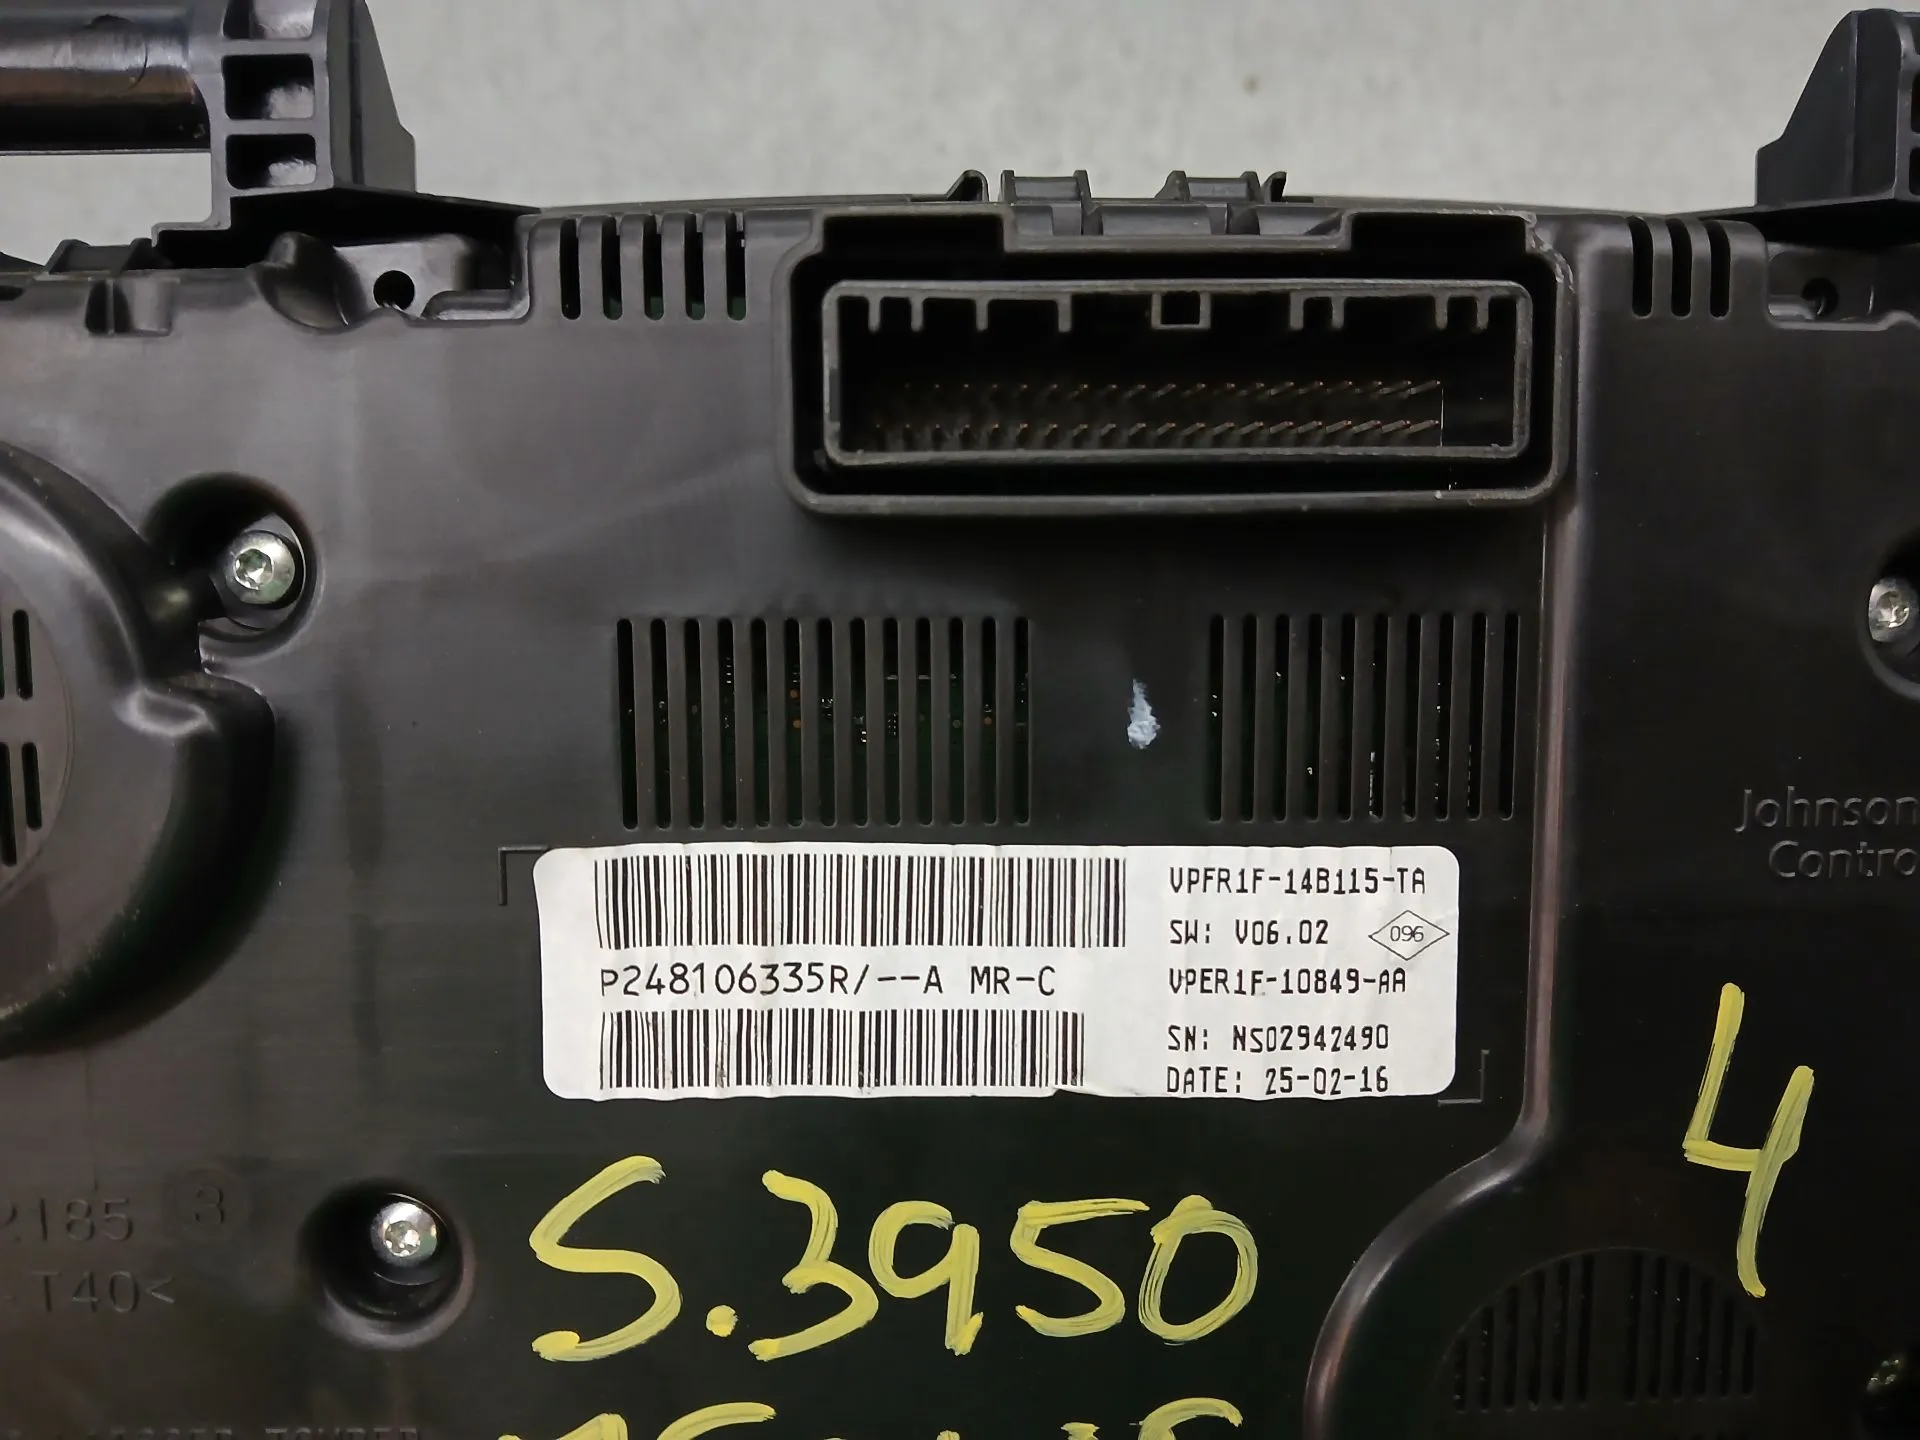 Johnson
Contro
VPFR1F-14B115-TA
SW: V06.02
096
P248106335R/--A MR-C
VPER1F-10849-AA
SN: NS02942490
DATE: 25-02-16
4
2185 3
T40<
S.3950